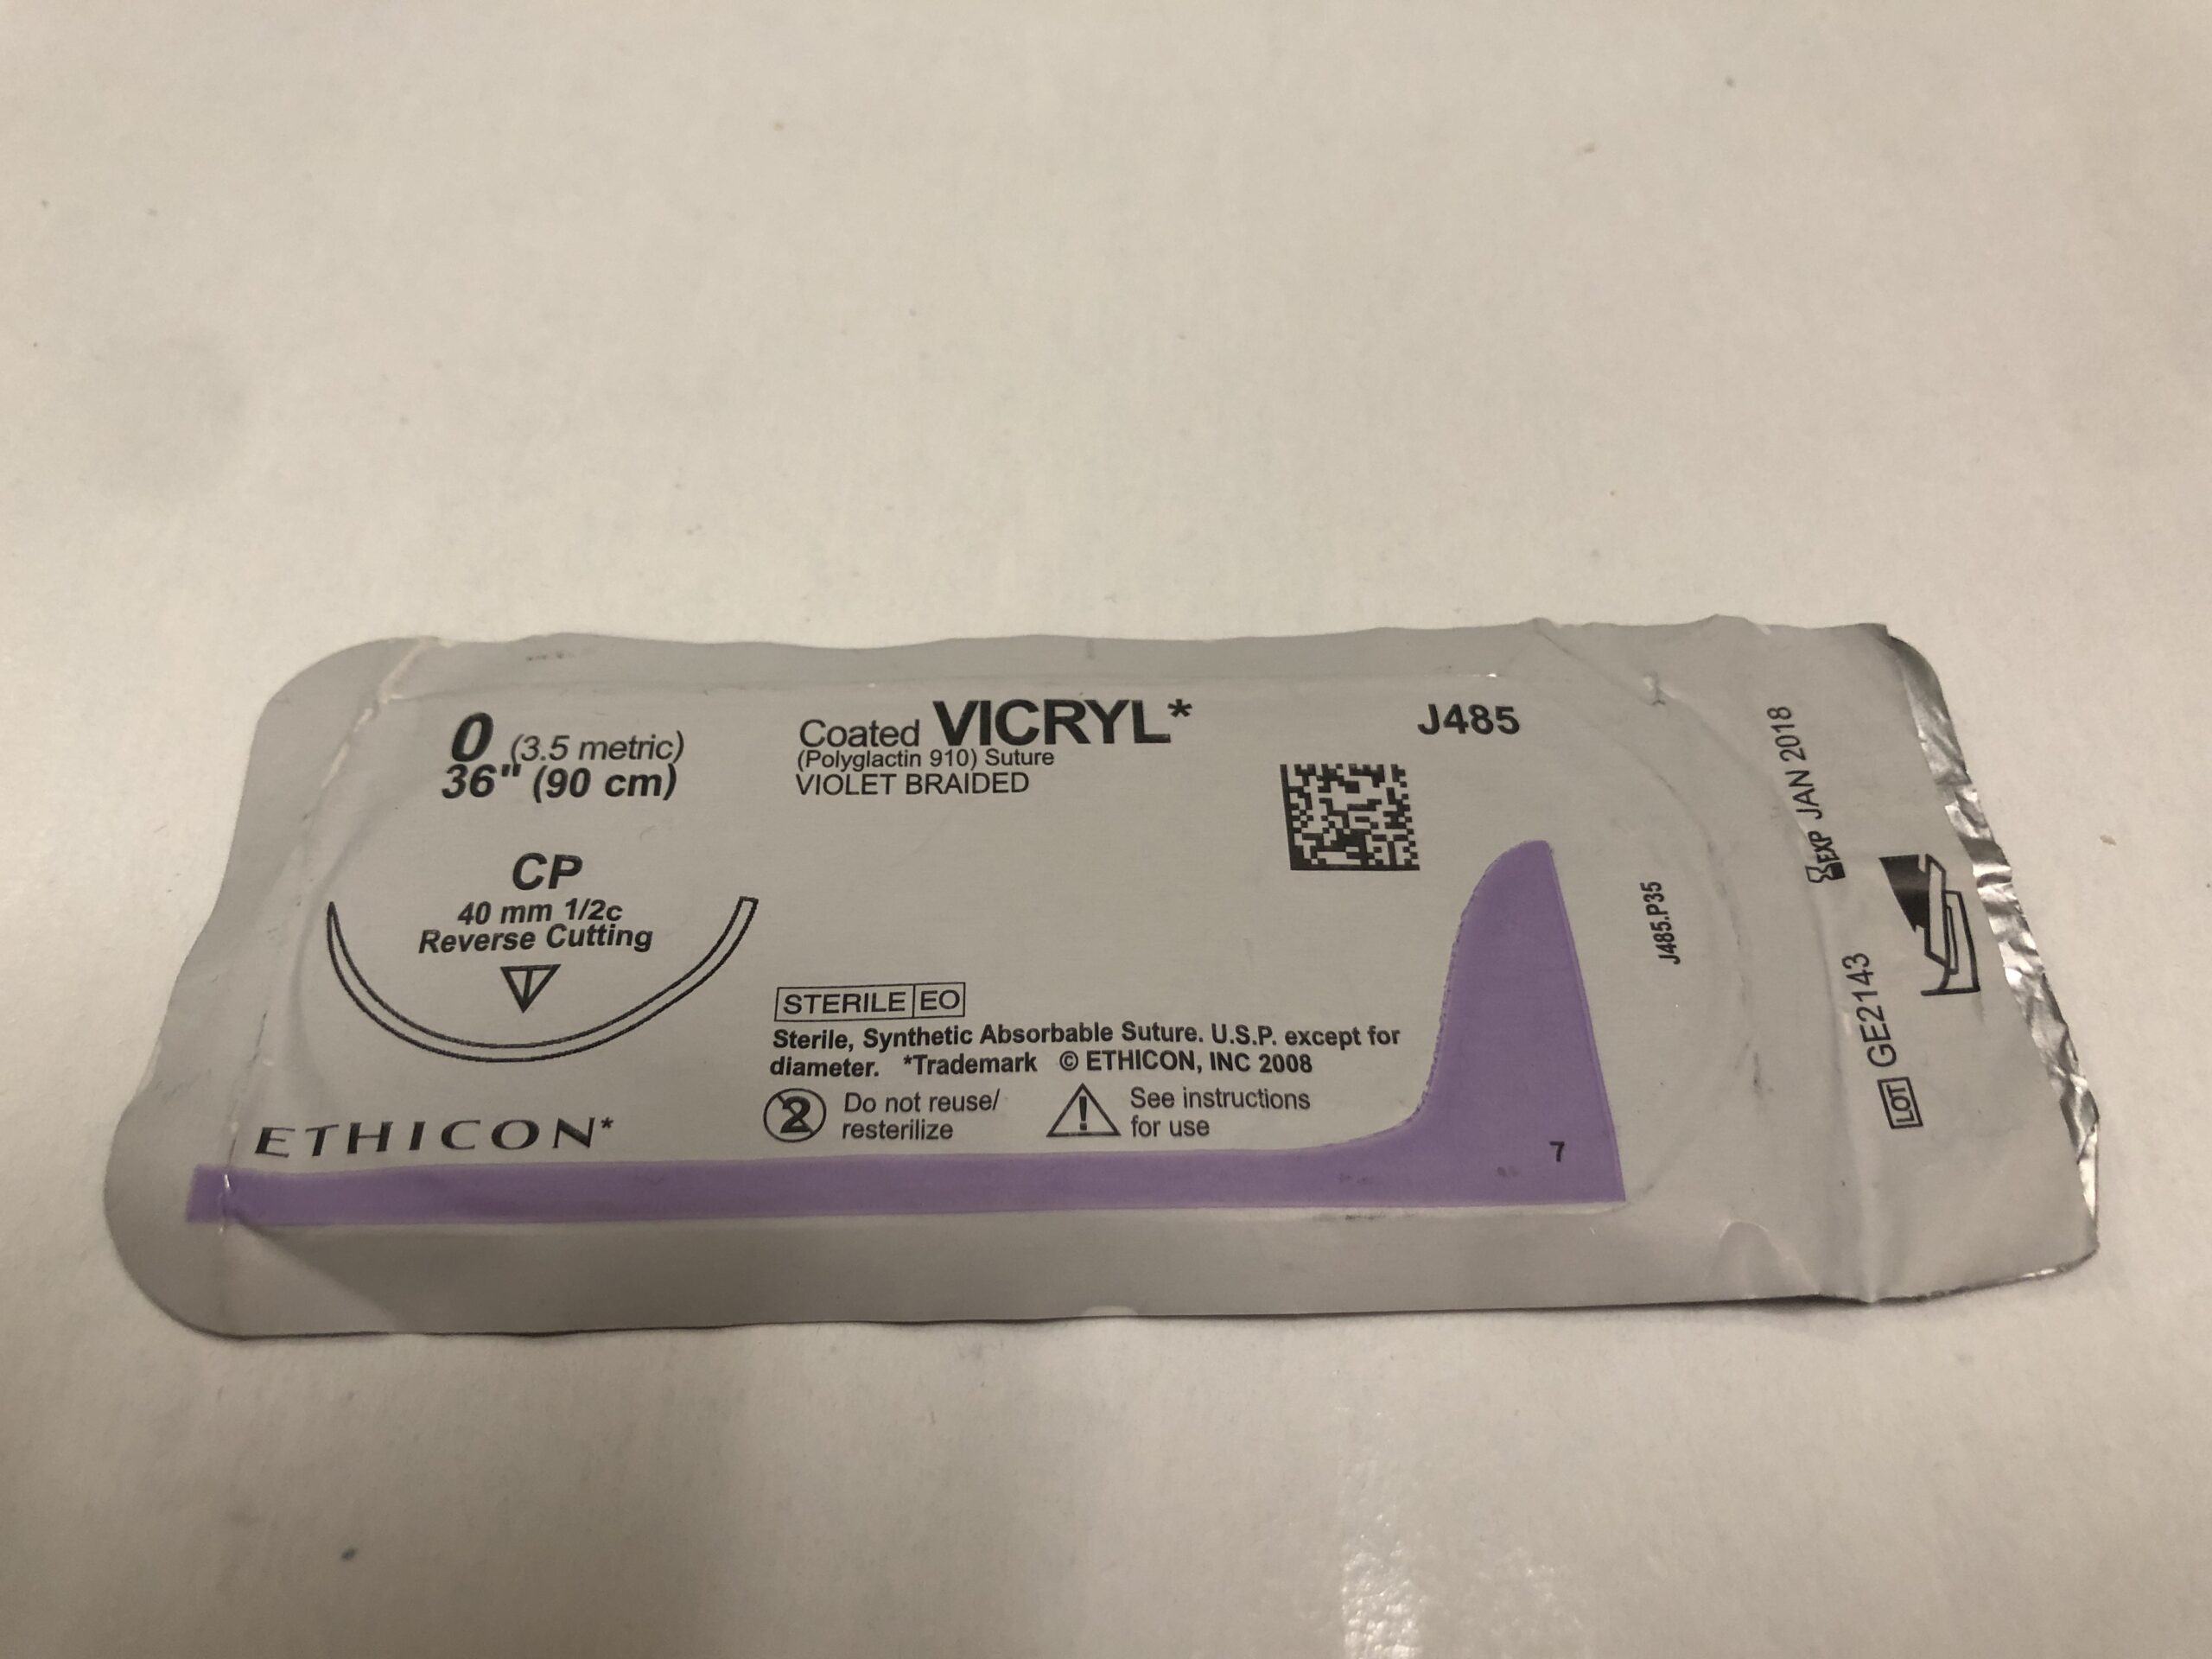 0 (3.5 metric)
36" (90 cm)
CP
40 mm 1/2c
Reverse Cutting
ETHICON*
Coated VICRYL*
(Polyglactin 910) Suture
VIOLET BRAIDED
J485
STERILE EO
Sterile, Synthetic Absorbable Suture. U.S.P. except for
diameter. *Trademark © ETHICON, INC 2008
2 Do not reuse/
resterilize
! See instructions
for use
7
J485.P35
EXP JAN 2018
LOT GE2143